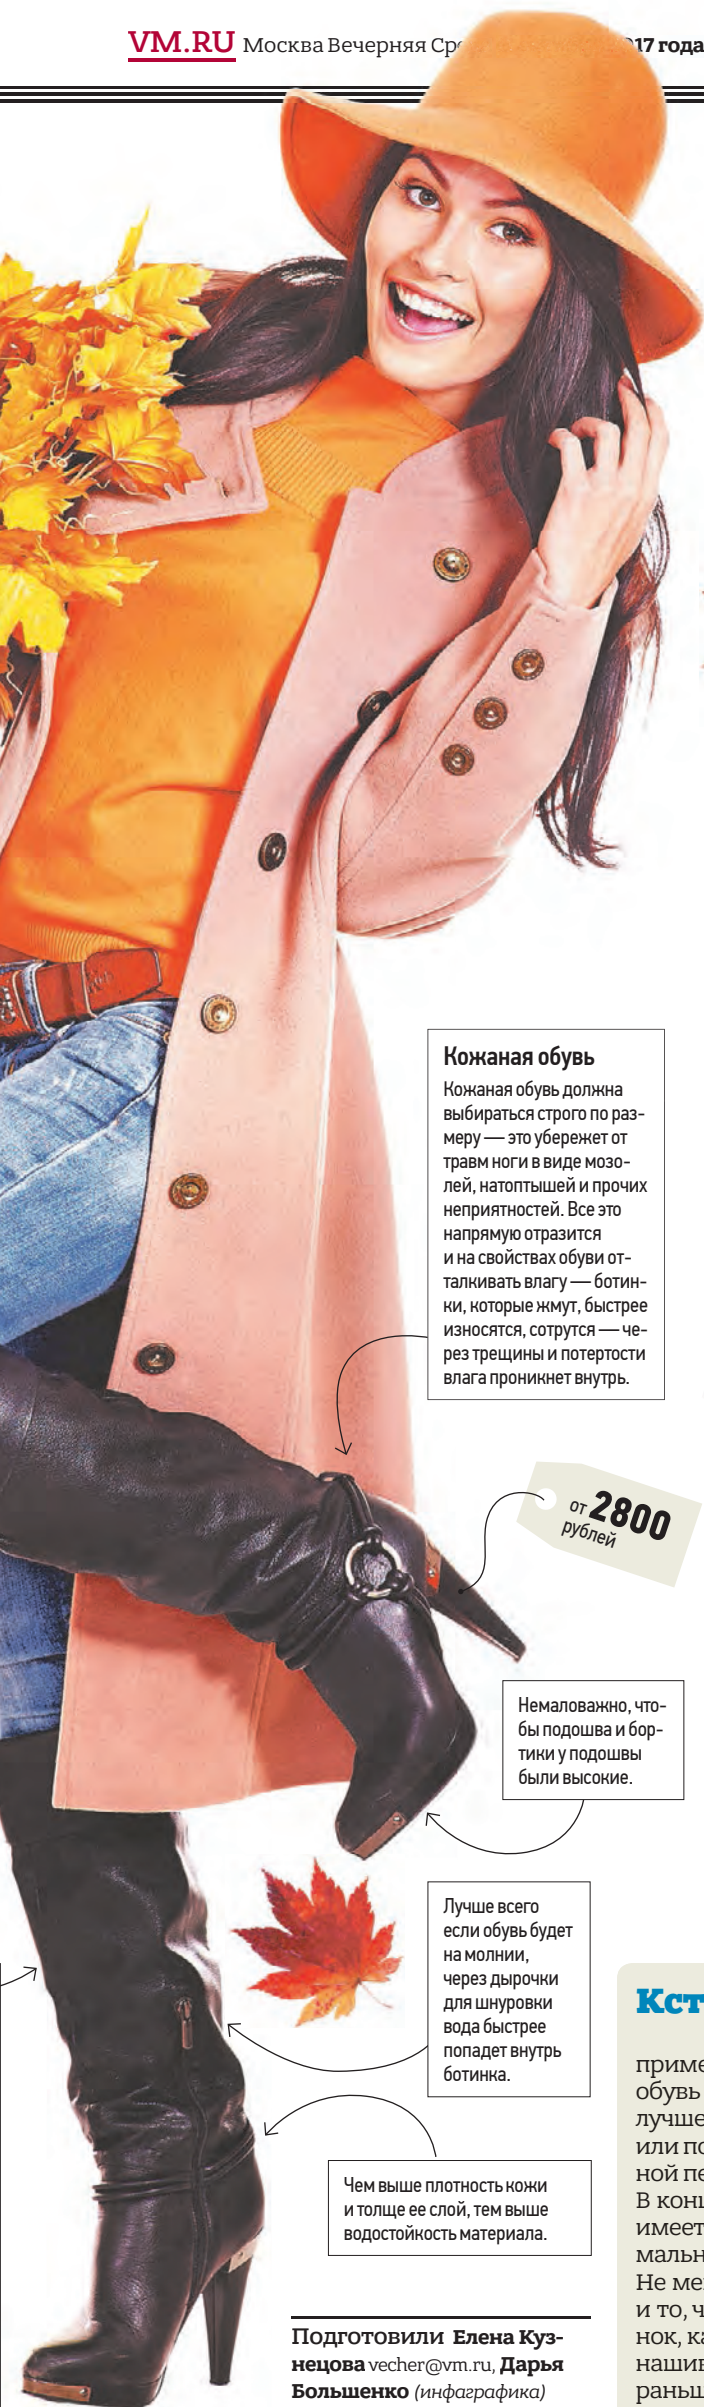 VM.RU Москва Вечерняя 17 года
Кожаная обувь
Кожаная обувь должна
выбираться строго по раз-
меру — это убережет от
травм ноги в виде мозо-
лей, натоптышей и прочих
неприятностей. Все это
напрямую отразится
и на свойствах обуви от-
талкивать влагу — ботин-
ки, которые жмут, быстрее
износятся, сотрутся — че-
рез трещины и потертости
влага проникнет внутрь.
от 2800
рублей
Немаловажно, что-
бы подошва и бор-
тики у подошвы
были высокие.
Лучше всего
если обувь будет
на молнии,
через дырочки
для шнуровки
вода быстрее
попадет внутрь
ботинка.
Чем выше плотность кожи
и толще ее слой, тем выше
водостойкость материала.
Подготовили Елена Куз-
нецова vecher@vm.ru, Дарья
Большенко (инфаграфика)
Кст
приме
обувь
лучше
или по
ной пе
В конц
имеет
мальн
Не ме
и то, ч
нок, ка
нашив
раньш